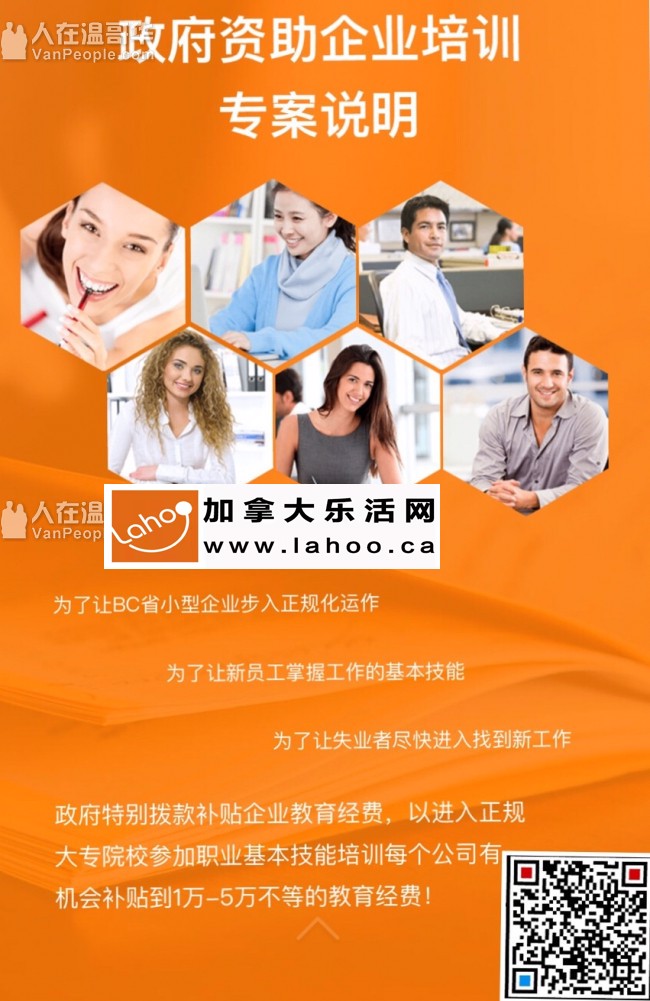 人在温哥华
VanPeople.com
政府资助企业培训
专案说明
人在温
VanPeople
Lahoo
加拿大乐活网
www.lahoo.ca
为了让BC省小型企业步入正规化运作
为了让新员工掌握工作的基本技能
为了让失业者尽快进入找到新工作
政府特别拨款补贴企业教育经费，以进入正规
大专院校参加职业基本技能培训每个公司有
机会补贴到1万-5万不等的教育经费！